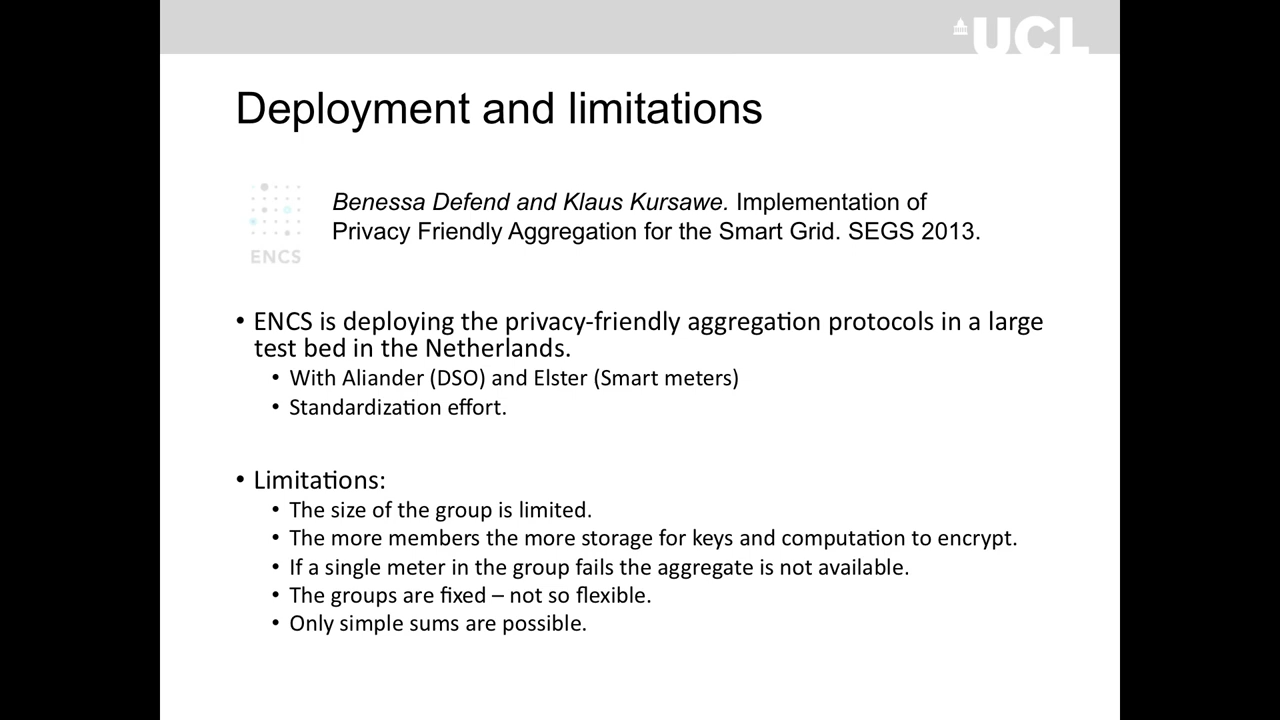 UCL
Deployment and limitations
Benessa Defend and Klaus Kursawe. Implementation of
Privacy Friendly Aggregation for the Smart Grid. SEGS 2013.
ENCS
• ENCS is deploying the privacy-friendly aggregation protocols in a large
test bed in the Netherlands.
• With Aliander (DSO) and Elster (Smart meters)
• Standardization effort.
• Limitations:
• The size of the group is limited.
• The more members the more storage for keys and computation to encrypt.
• If a single meter in the group fails the aggregate is not available.
• The groups are fixed – not so flexible.
• Only simple sums are possible.